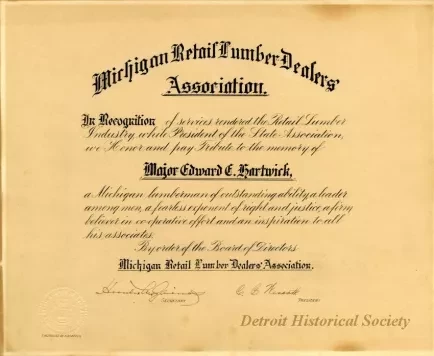 Michigan Retail Lumber Dealers'
Association.
In Recognition of services rendered the Retail Lumber
Industry, while President of the State Association,
we Honor and pay Tribute to the memory of
Major Edward E. Hartwick,
a Michigan lumberman of outstanding ability, a leader
among men, a fearless exponent of right and justice, a firm
believer in co-operative effort and an inspiration to all
his associates.
By order of the Board of Directors
Michigan Retail Lumber Dealers' Association.
SECRETARY
PRESIDENT
Detroit Historical Society